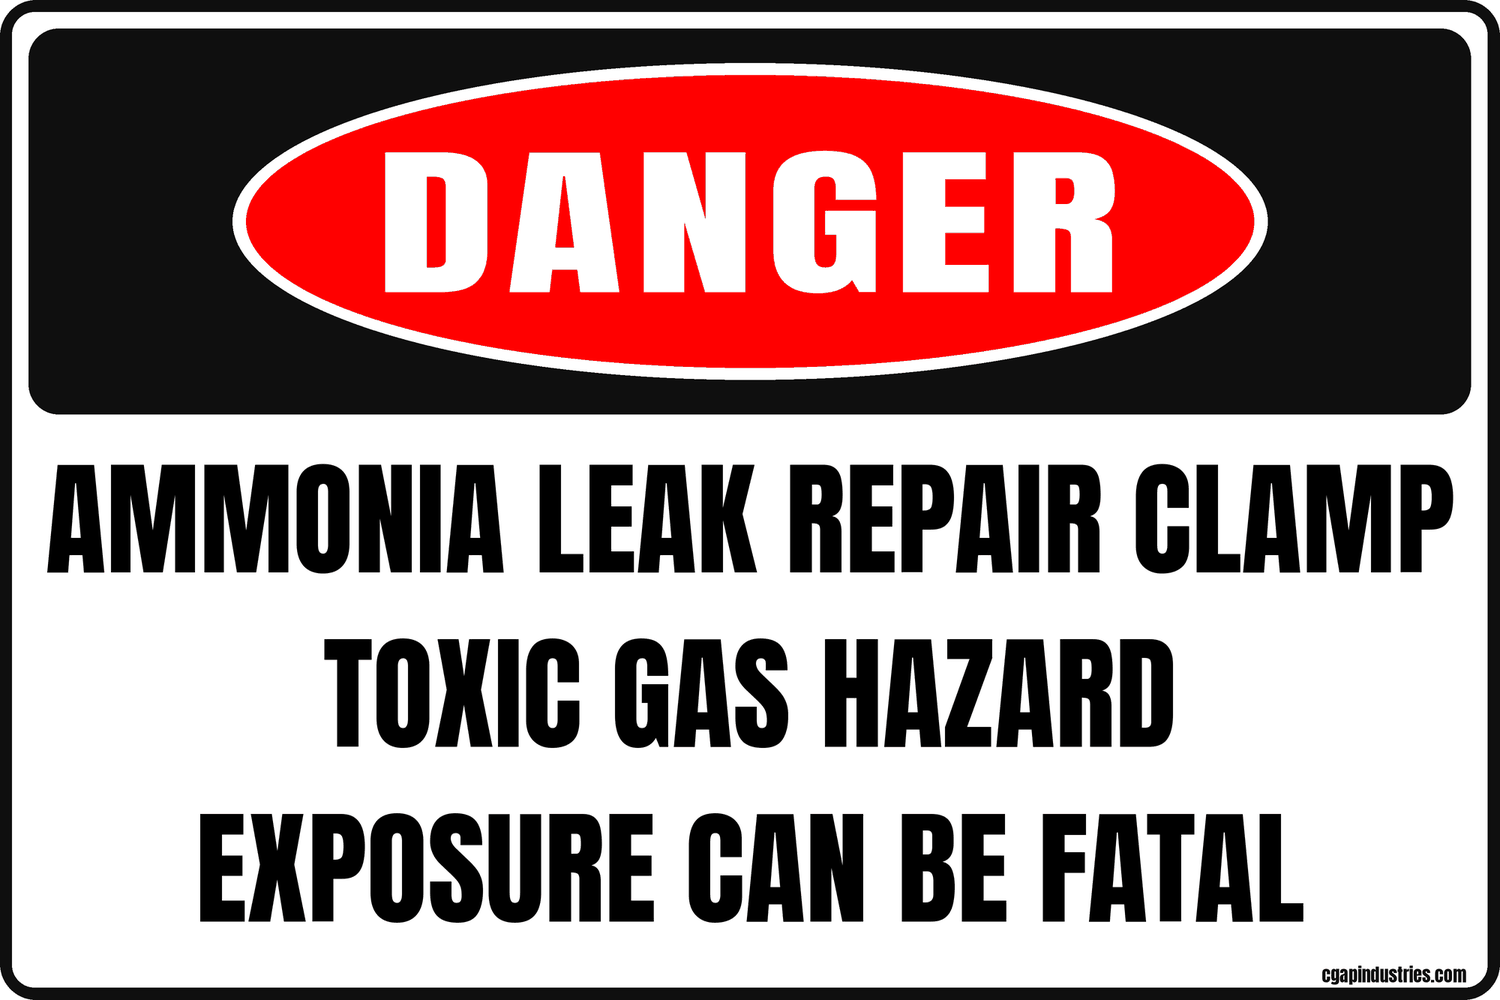 DANGER
AMMONIA LEAK REPAIR CLAMP
TOXIC GAS HAZARD
EXPOSURE CAN BE FATAL
cgapindustries.com